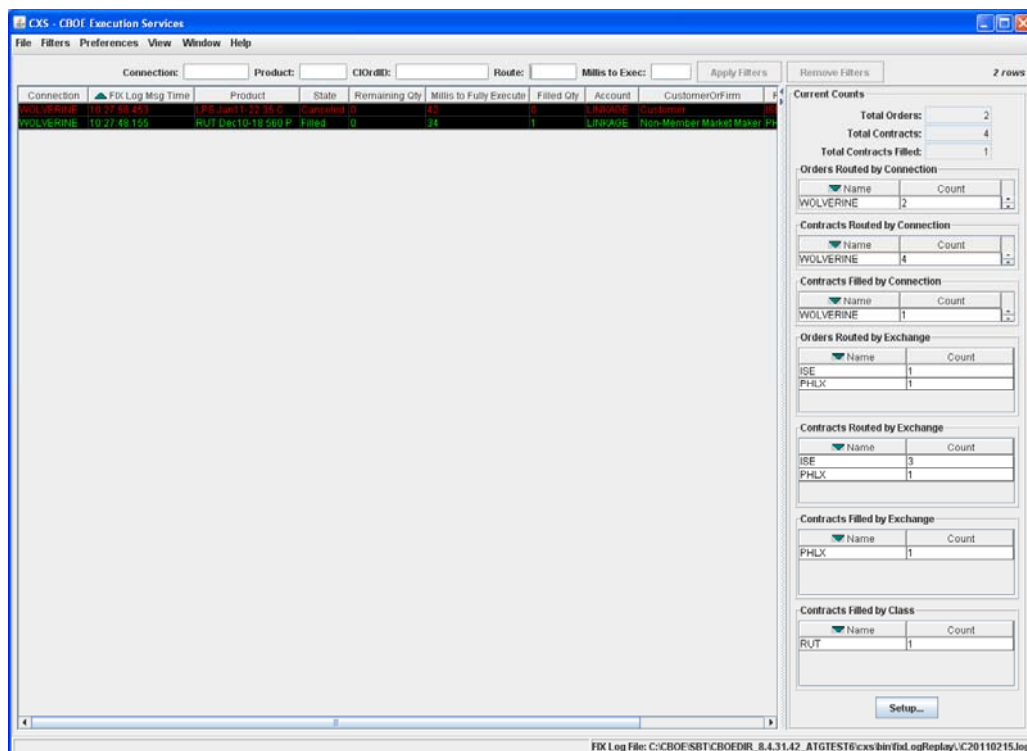 CXS - CBOE Execution Services
File Filters Preferences View Window Help
Connection: Product: ClOrdID: Route: Millis to Exec: Apply Filters Remove Filters 2 rows
Connection FIX Log Msg Time Product State Remaining Qty Millis to Fully Execute Filled Qty Account CustomerOrFirm
WOLVERINE 10:27:58.453 Canceled 0 42 0 LINKAGE Customer
WOLVERINE 10:27:48.155 RUT Dec10-18 560 P Filled 0 34 1 LINKAGE Non-Member Market Maker PH
Current Counts
Total Orders: 2
Total Contracts: 4
Total Contracts Filled: 1
Orders Routed by Connection
Name Count
WOLVERINE 2
Contracts Routed by Connection
Name Count
WOLVERINE 4
Contracts Filled by Connection
Name Count
WOLVERINE 1
Orders Routed by Exchange
Name Count
ISE 1
PHLX 1
Contracts Routed by Exchange
Name Count
ISE 3
PHLX 1
Contracts Filled by Exchange
Name Count
PHLX 1
Contracts Filled by Class
Name Count
RUT 1
Setup...
FIX Log File: C:\CBOE\SBT\CBOEDIR_8.4.31.42_ATGTEST6\cxs\bin\fixLogReplay\.\C20110215.log